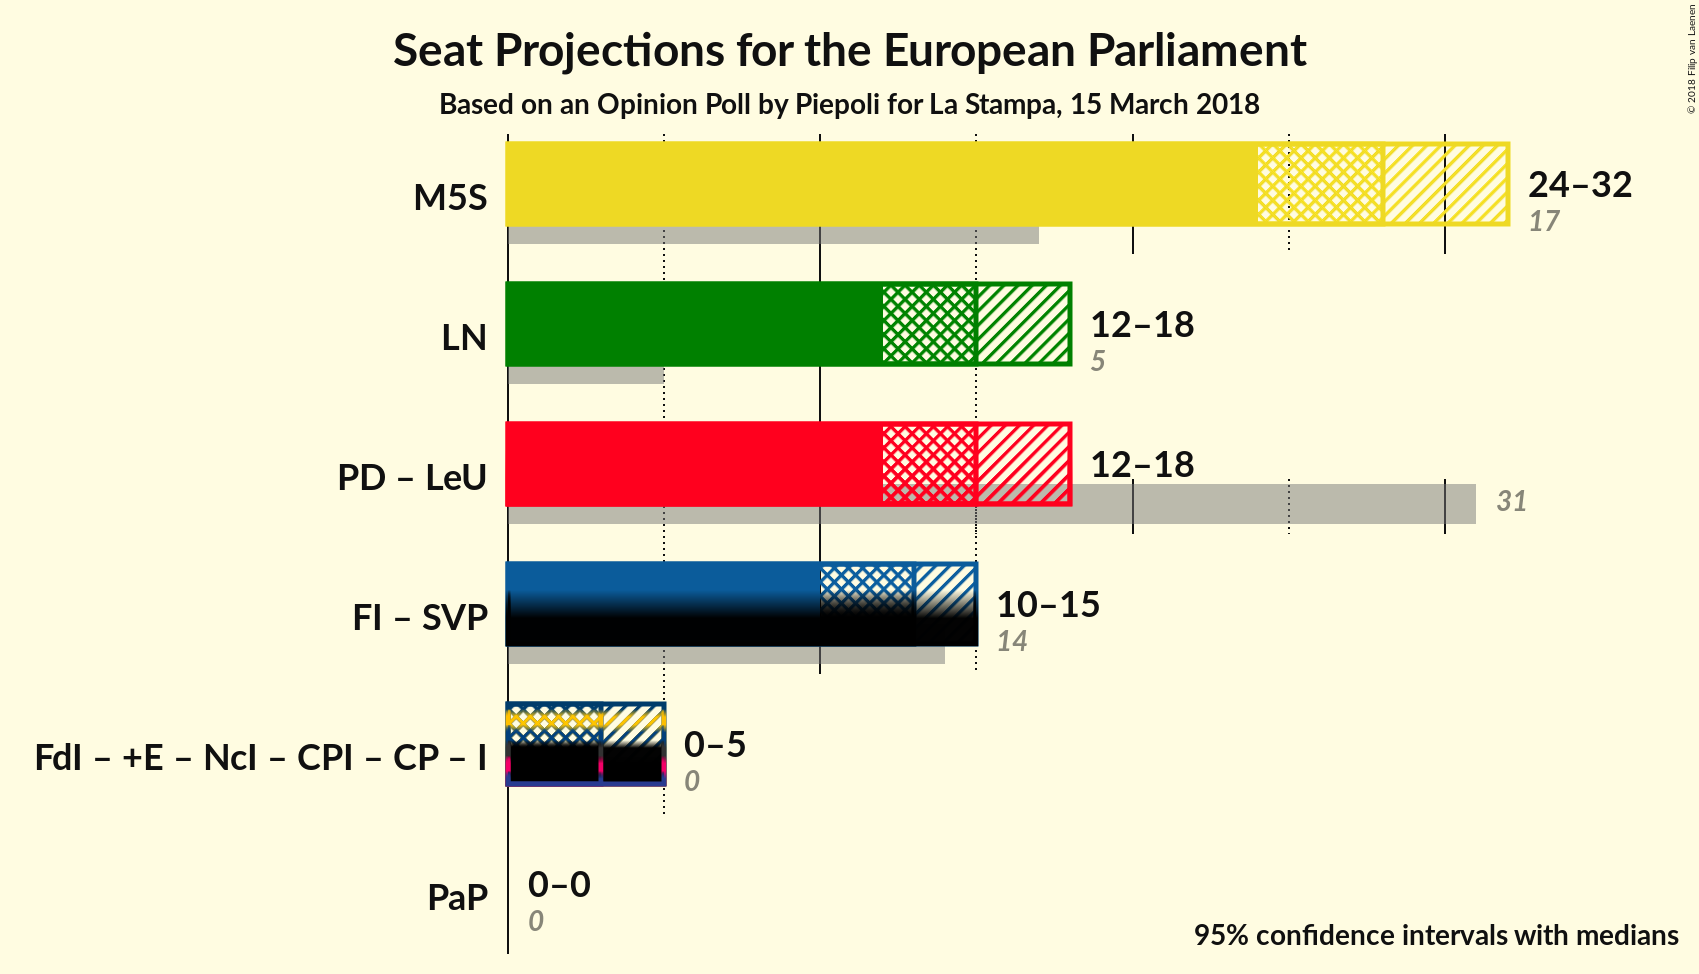 Seat Projections for the European Parliament
Based on an Opinion Poll by Piepoli for La Stampa, 15 March 2018
© 2018 Filip van Laenen
M5S
24–32
17
LN
12–18
5
PD – LeU
12–18
31
FI – SVP
10–15
14
FdI – +E – NcI – CPI – CP – I
0–5
0
PaP
0–0
0
95% confidence intervals with medians